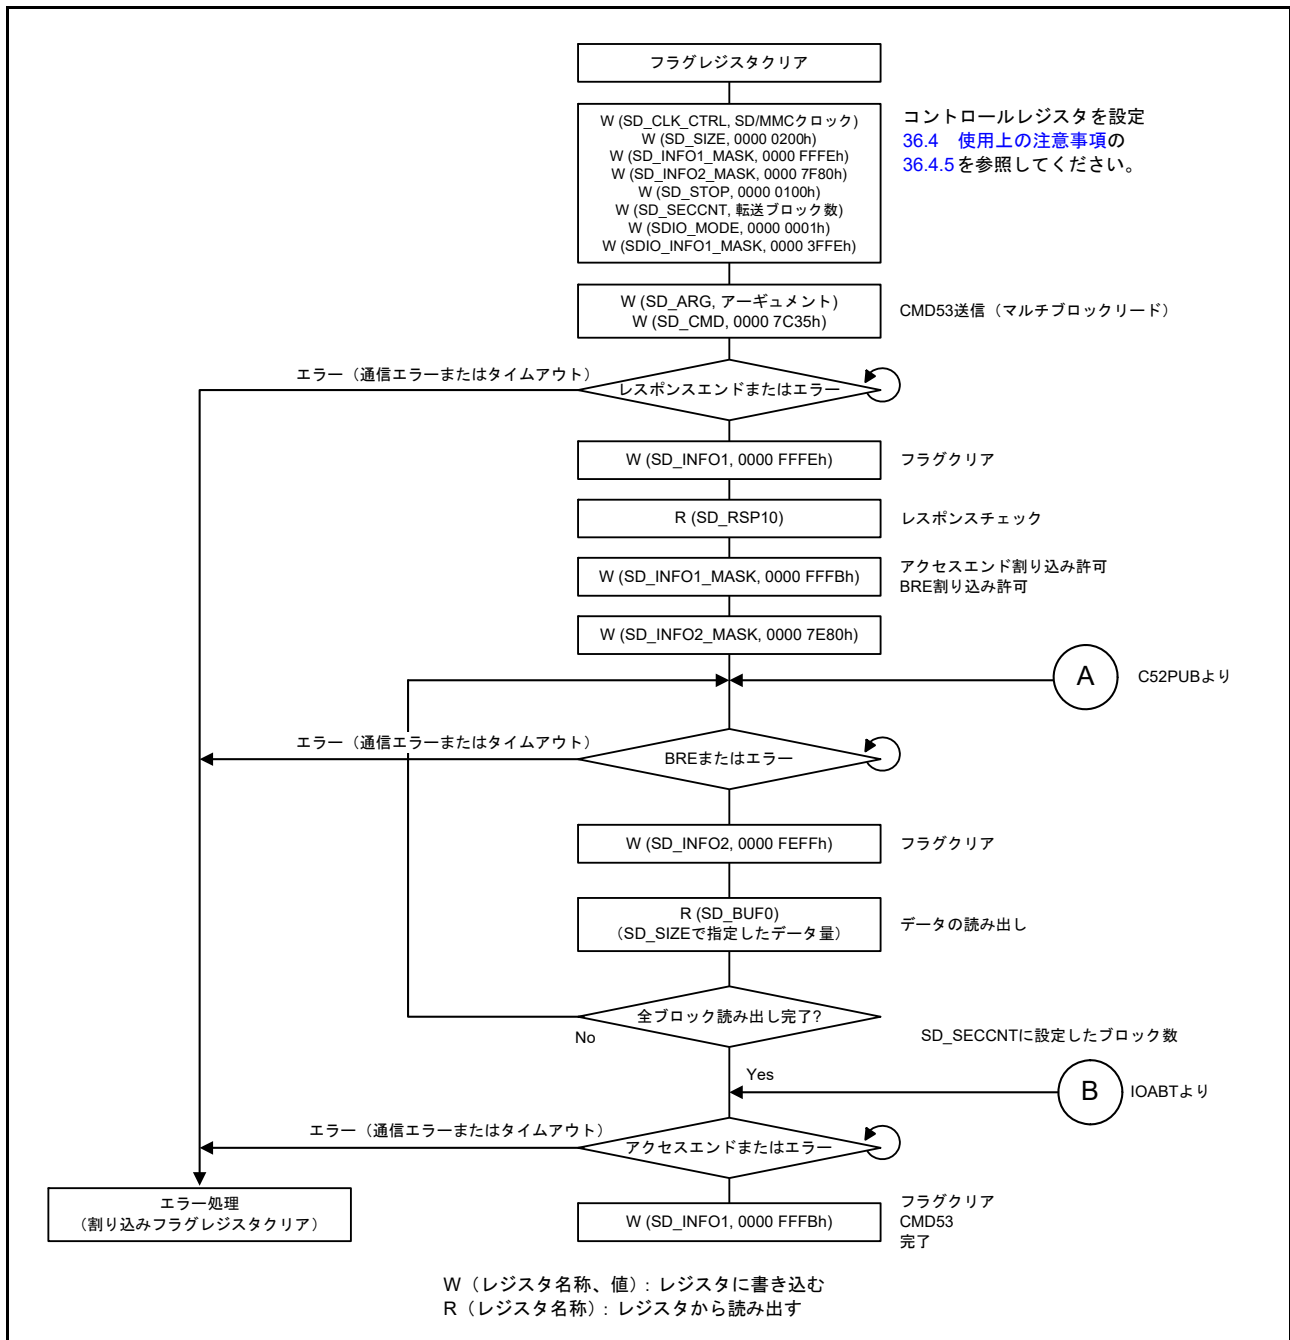 フラグレジスタクリア
W (SD_CLK_CTRL, SD/MMCクロック)
W (SD_SIZE, 0000 0200h)
W (SD_INFO1_MASK, 0000 FFFEh)
W (SD_INFO2_MASK, 0000 7F80h)
W (SD_STOP, 0000 0100h)
W (SD_SECCNT, 転送ブロック数)
W (SDIO_MODE, 0000 0001h)
W (SDIO_INFO1_MASK, 0000 3FFEh)
コントロールレジスタを設定
36.4 使用上の注意事項の
36.4.5を参照してください。
W (SD_ARG, アーギュメント)
W (SD_CMD, 0000 7C35h)
CMD53送信（マルチブロックリード）
エラー（通信エラーまたはタイムアウト）
レスポンスエンドまたはエラー
W (SD_INFO1, 0000 FFFEh)
フラグクリア
R (SD_RSP10)
レスポンスチェック
W (SD_INFO1_MASK, 0000 FFFBh)
アクセスエンド割り込み許可
BRE割り込み許可
W (SD_INFO2_MASK, 0000 7E80h)
A
C52PUBより
エラー（通信エラーまたはタイムアウト）
BREまたはエラー
W (SD_INFO2, 0000 FEFFh)
フラグクリア
R (SD_BUF0)
（SD_SIZEで指定したデータ量）
データの読み出し
全ブロック読み出し完了?
No
SD_SECCNTに設定したブロック数
Yes
B
IOABTより
エラー（通信エラーまたはタイムアウト）
アクセスエンドまたはエラー
エラー処理
（割り込みフラグレジスタクリア）
W (SD_INFO1, 0000 FFFBh)
フラグクリア
CMD53
完了
W（レジスタ名称、値）: レジスタに書き込む
R（レジスタ名称）: レジスタから読み出す